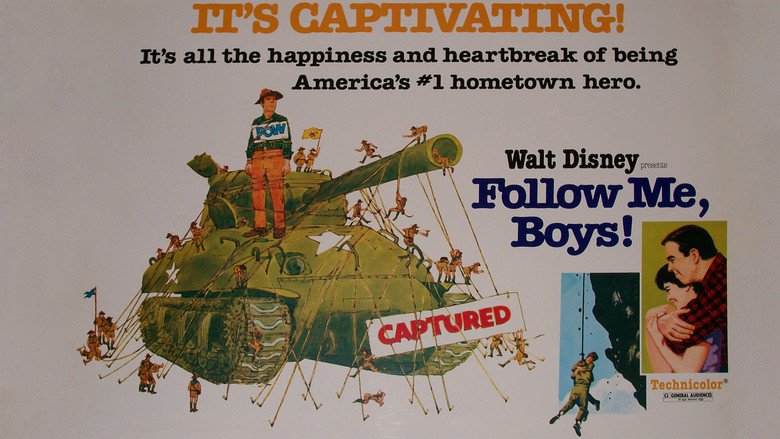 IT'S CAPTIVATING!
It's all the happiness and heartbreak of being
America's #1 hometown hero.
POW
Walt Disney presents
Follow Me,
Boys!
CAPTURED
Technicolor®
G GENERAL AUDIENCES